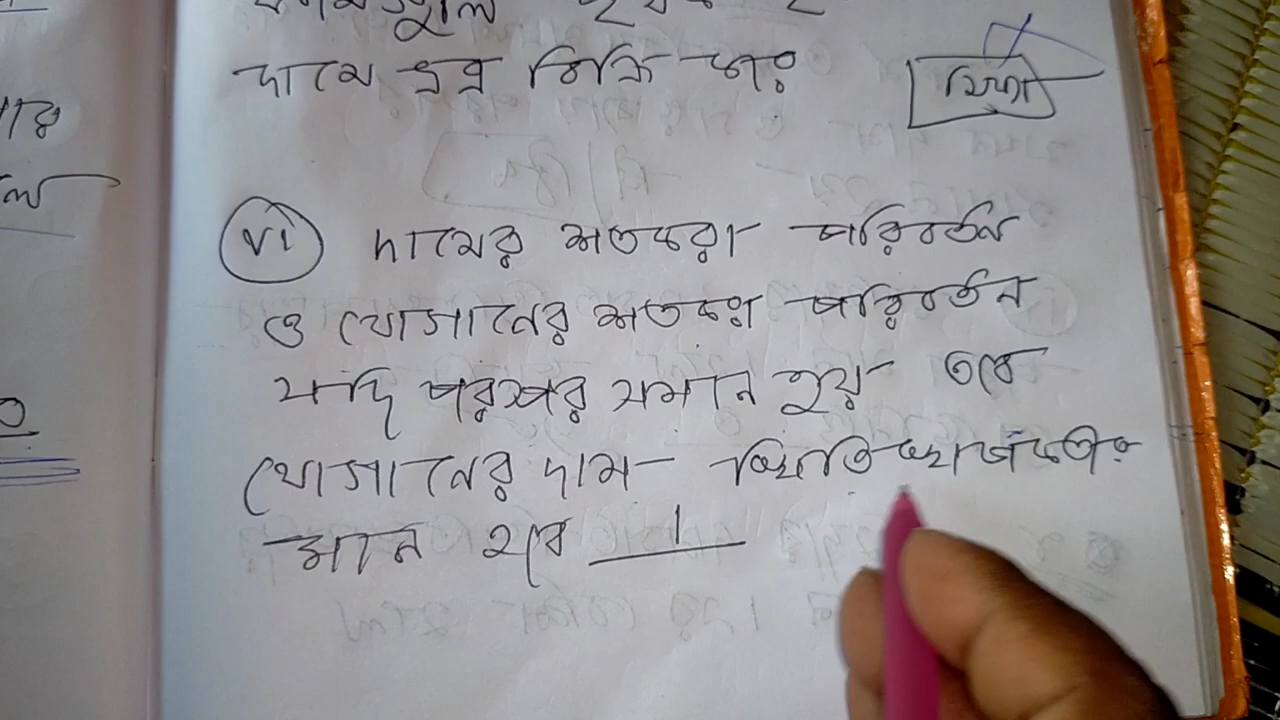 দামে দ্রব্য বিক্রি করে
মিথ্যা
vi দামের শতকরা পরিবর্তন
ও যোগানের শতকরা পরিবর্তন
যদি পরস্পর সমান হয় তবে
যোগানের দাম স্থিতিস্থাপকতার
মান হবে 1